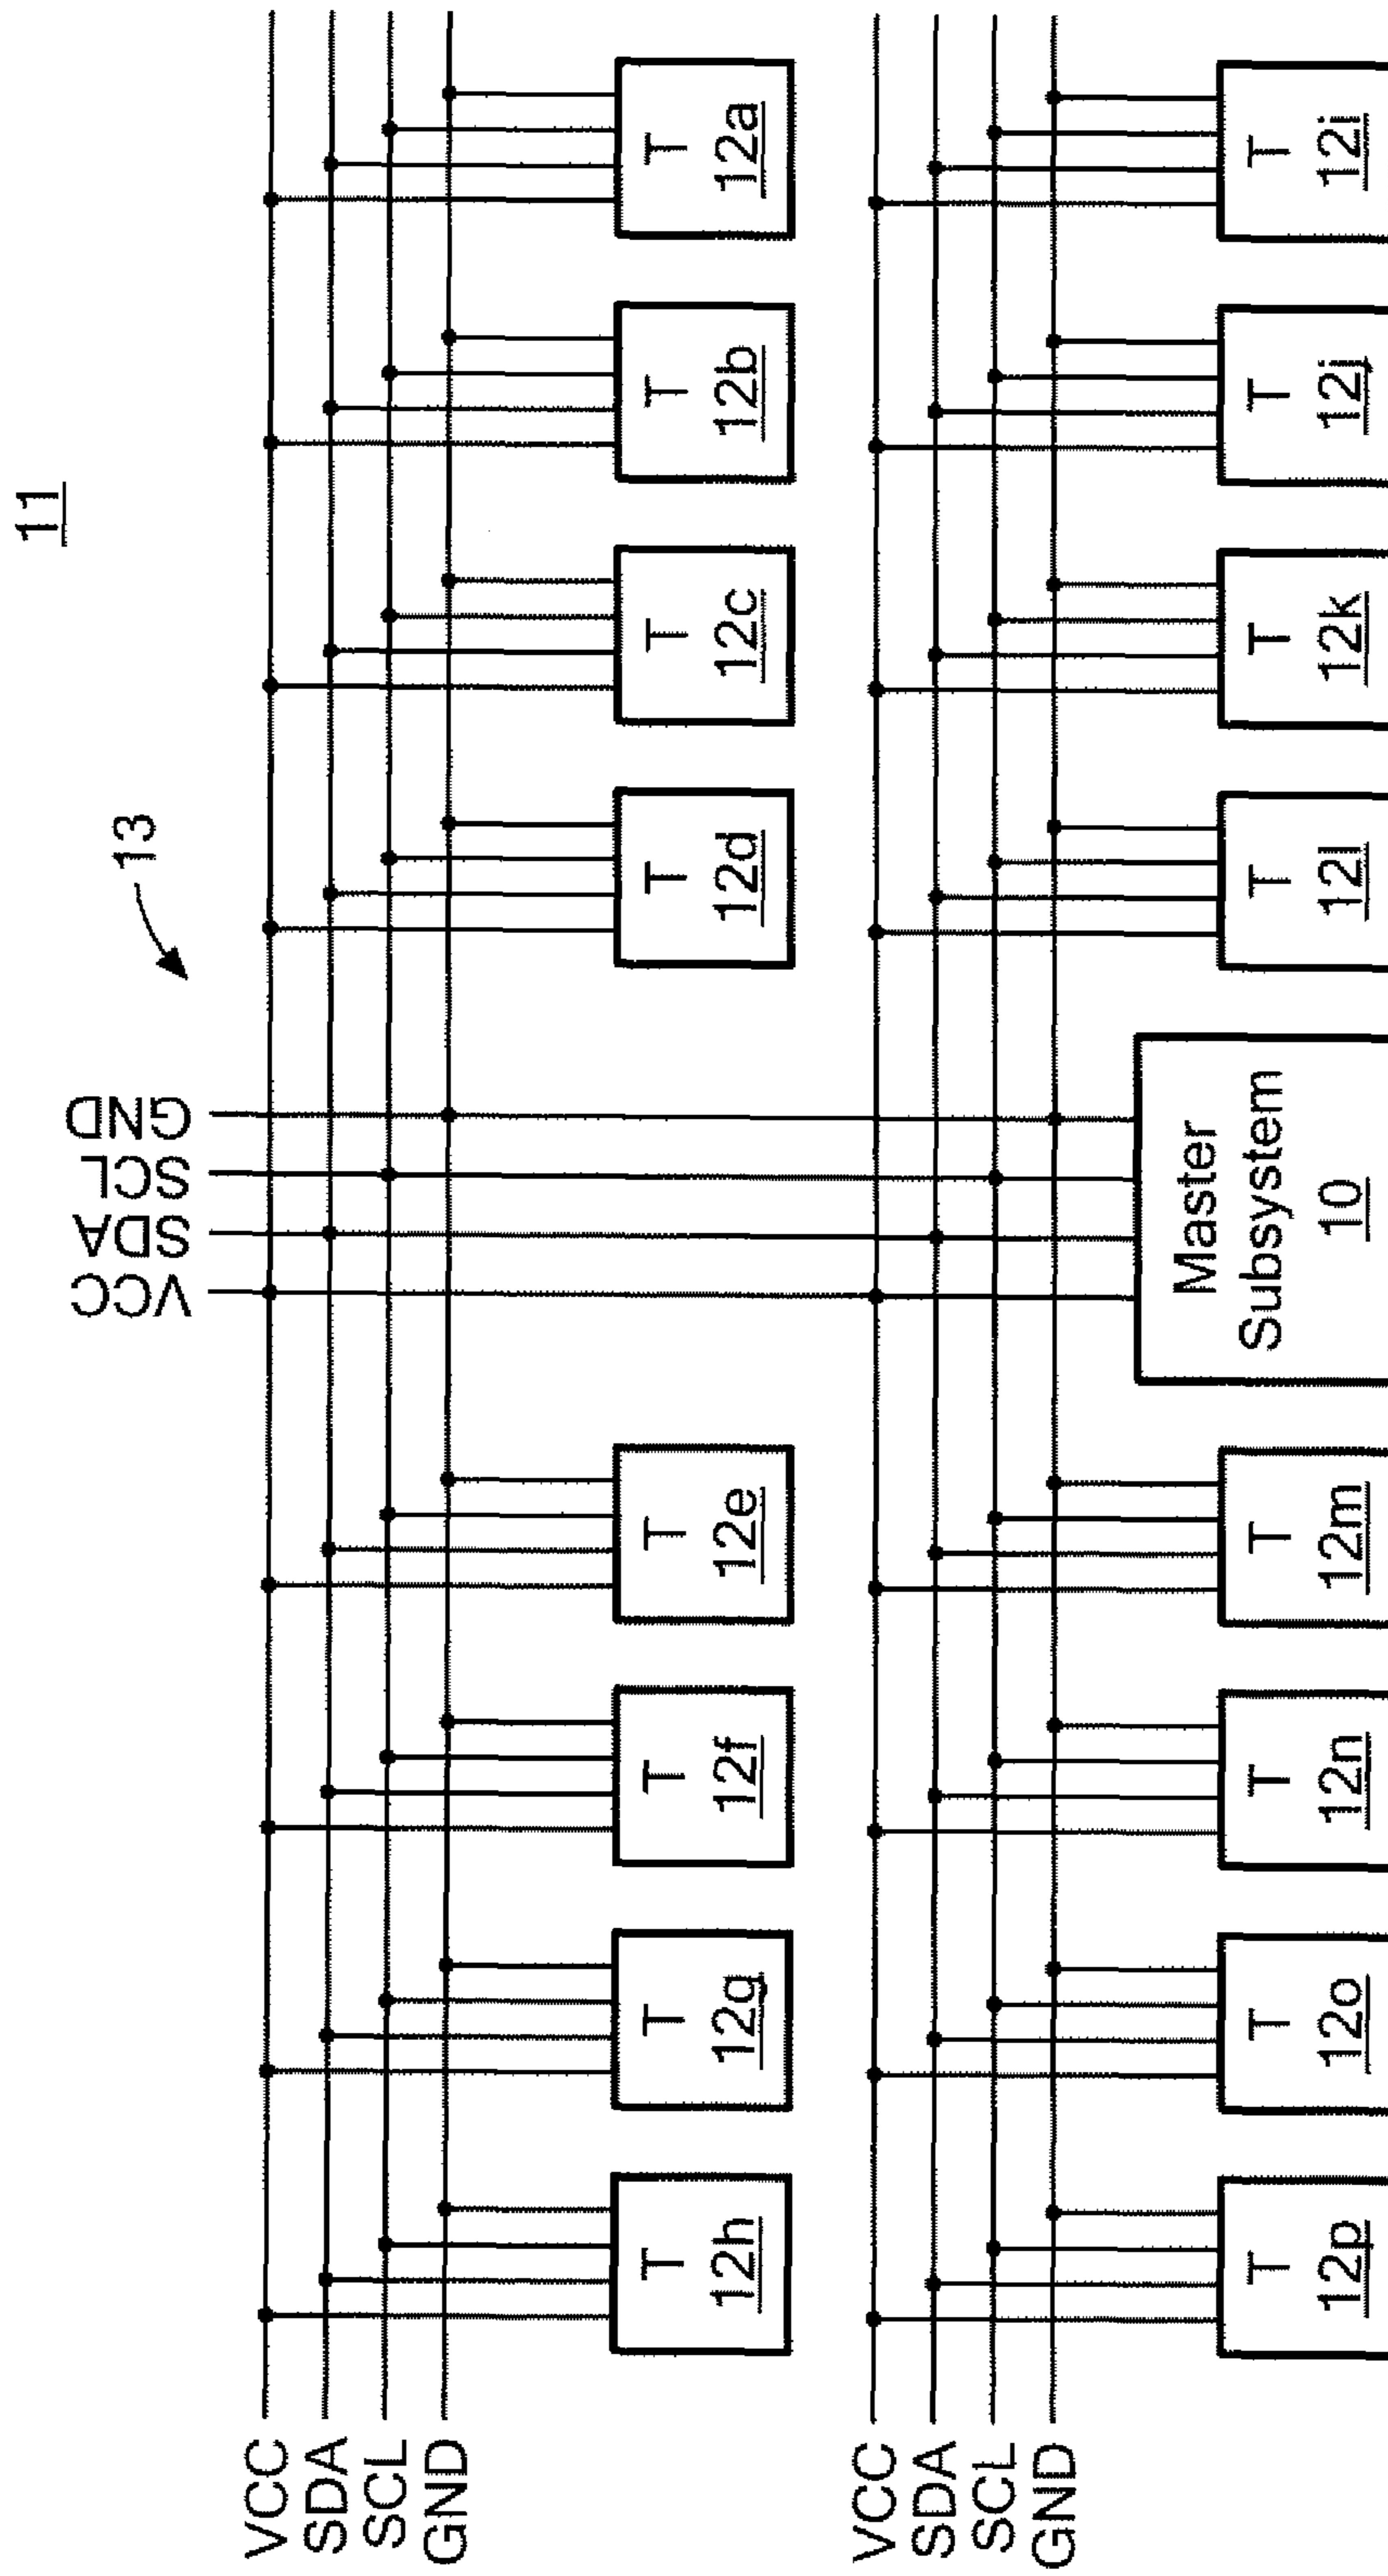 11
13
VCC
SDA
SCL
GND
VCC
SDA
SCL
GND
T
12h
T
12g
T
12f
T
12e
T
12d
T
12c
T
12b
T
12a
VCC
SDA
SCL
GND
T
12p
T
12o
T
12n
T
12m
Master
Subsystem
10
T
12l
T
12k
T
12j
T
12i